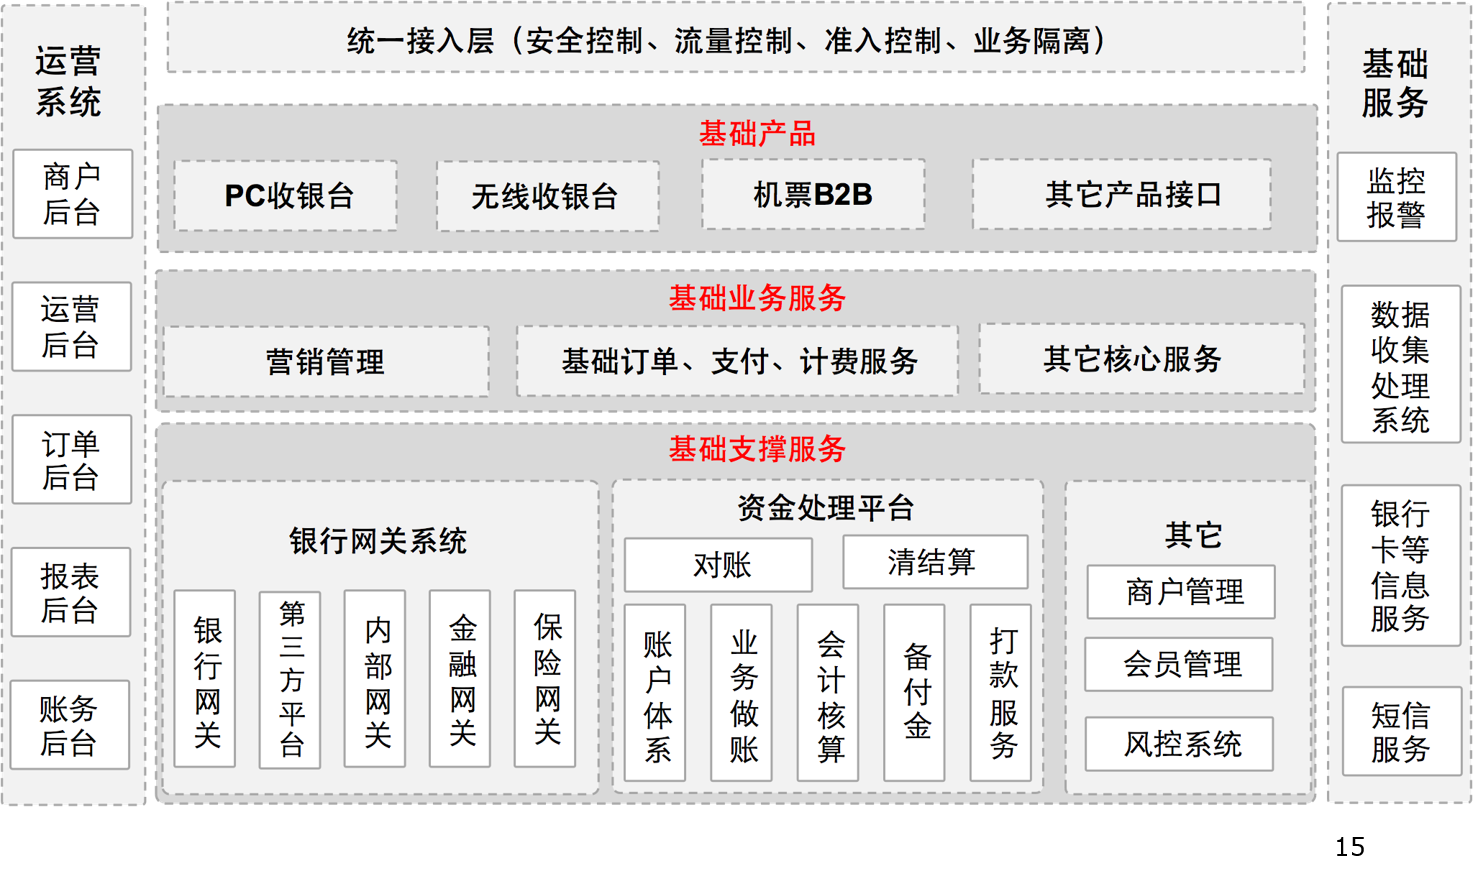 运营
系统
商户
后台
运营
后台
订单
后台
报表
后台
账务
后台
统一接入层（安全控制、流量控制、准入控制、业务隔离）
基础产品
PC收银台
无线收银台
机票B2B
其它产品接口
基础业务服务
营销管理
基础订单、支付、计费服务
其它核心服务
基础支撑服务
银行网关系统
银行网关
第三方平台
内部网关
金融网关
保险网关
资金处理平台
对账
清结算
账户体系
业务做账
会计核算
备付金
打款服务
其它
商户管理
会员管理
风控系统
基础
服务
监控
报警
数据
收集
处理
系统
银行
卡等
信息
服务
短信
服务
15